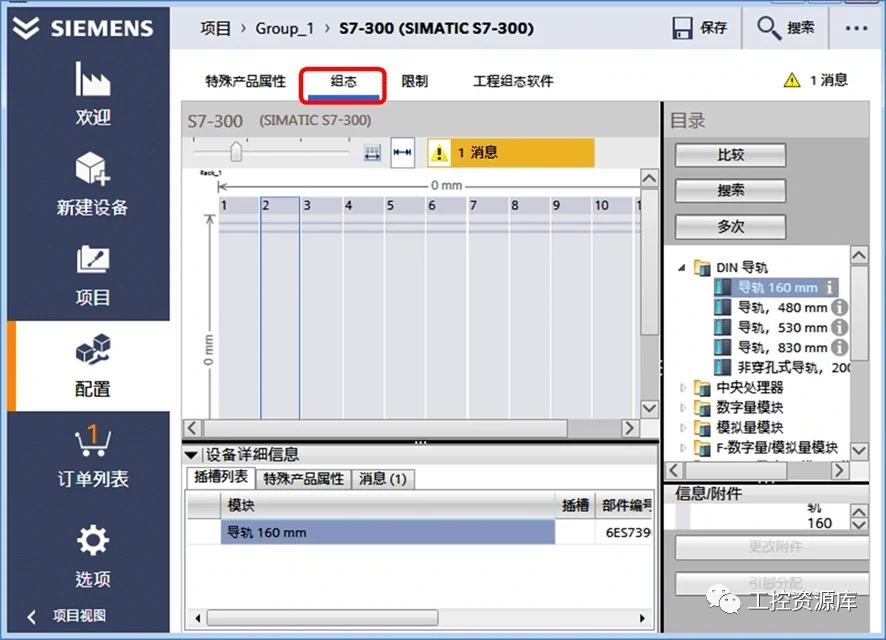 SIEMENS
项目 › Group_1 › S7-300 (SIMATIC S7-300)
保存
搜索
欢迎
新建设备
项目
配置
1
订单列表
选项
项目视图
特殊产品属性
组态
限制
工程组态软件
1 消息
S7-300 (SIMATIC S7-300)
1 消息
Rack_1
0 mm
1 2 3 4 5 6 7 8 9 10 1
0 mm
设备详细信息
插槽列表 特殊产品属性 消息 (1)
模块 插槽 部件编号
导轨 160 mm 6ES739
目录
比较
搜索
多次
DIN 导轨
导轨 160 mm
导轨，480 mm
导轨，530 mm
导轨，830 mm
非穿孔式导轨，200
中央处理器
数字量模块
模拟量模块
F-数字量/模拟量模块
信息/附件
轨
160
更改附件
引脚分配
工控资源库